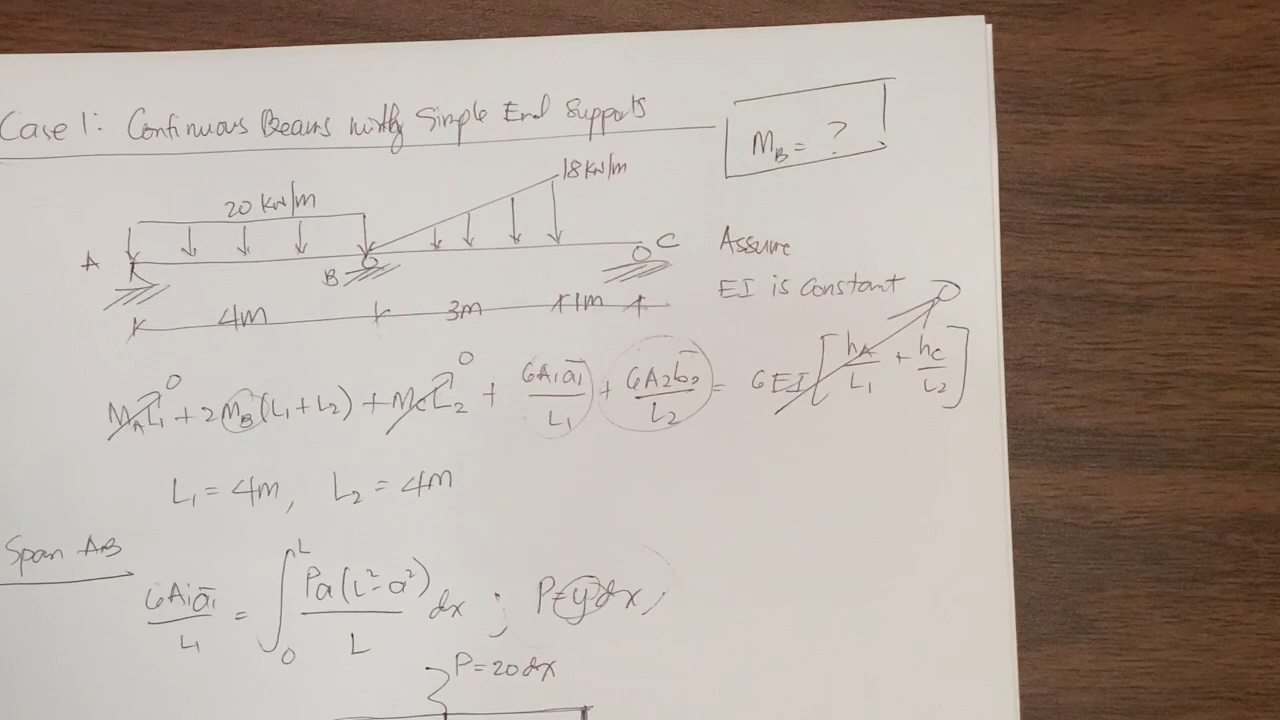 Case 1: Continuous Beams with Simple End Supports
M_B = ?
18 kN/m
20 kN/m
A
B
C
Assume
EI is constant
4m
3m
1m
M_A L_1 + 2M_B (L_1 + L_2) + M_C L_2 + 6A_1ā_1/L_1 + 6A_2b̄_2/L_2 = 6EI [h_A/L_1 + h_C/L_2]
0
0
0
L_1 = 4m, L_2 = 4m
Span AB
6A_1ā_1/L_1 = ∫_0^L Pa(L²-a²)/L dx ; P=ydx,
P=20dx